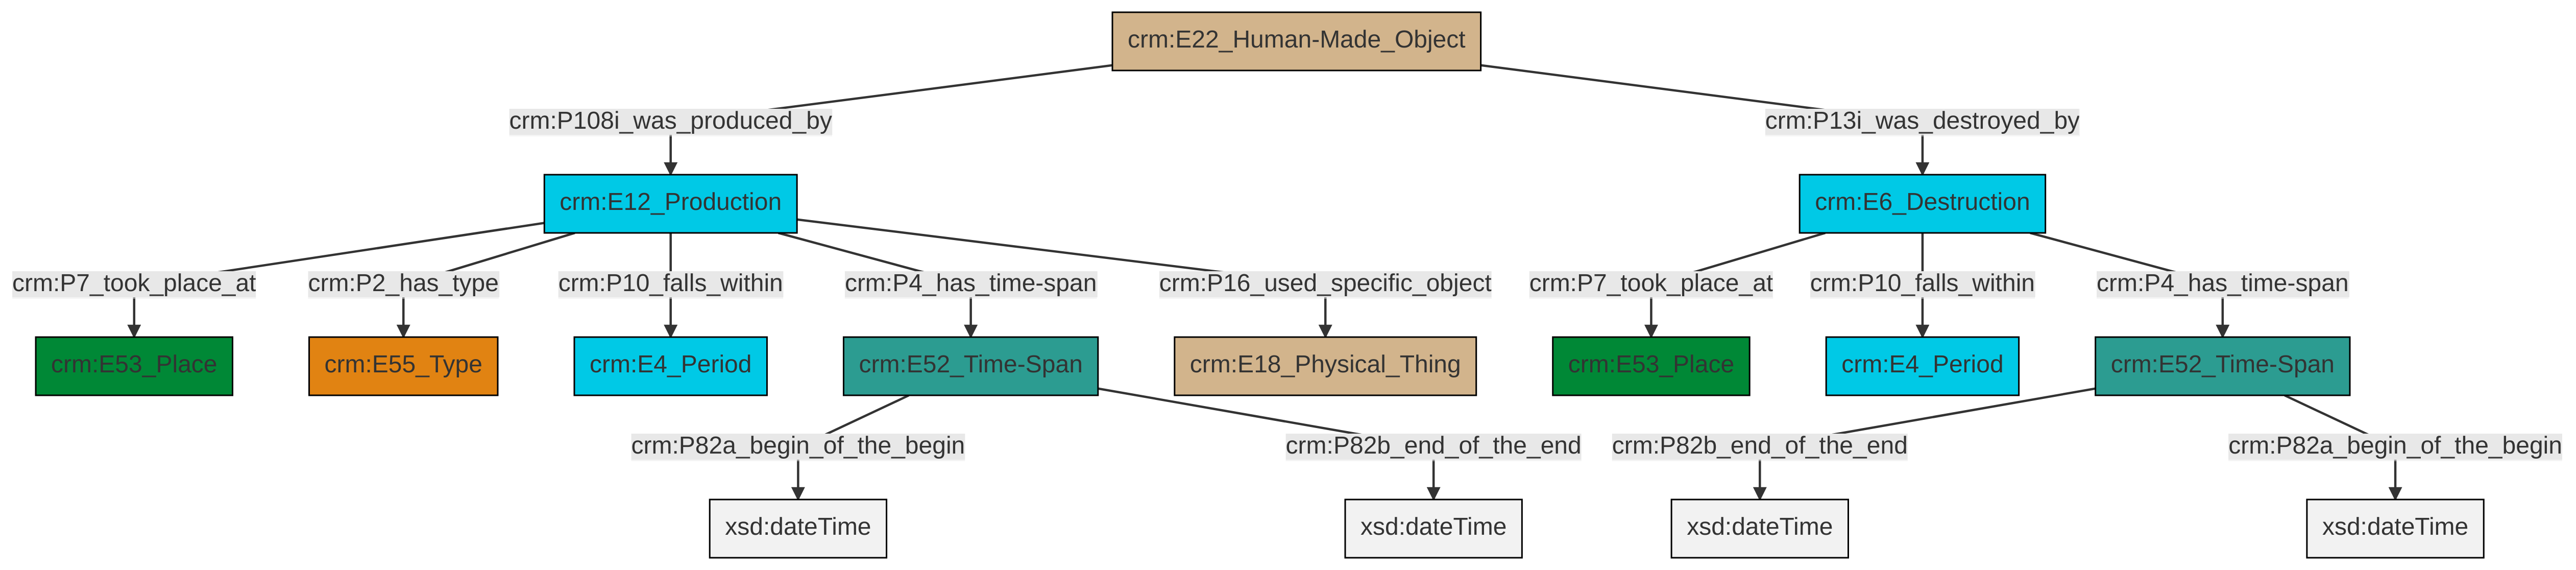 crm:E22_Human-Made_Object
crm:P108i_was_produced_by
crm:P13i_was_destroyed_by
crm:E12_Production
crm:E6_Destruction
crm:P7_took_place_at
crm:P2_has_type
crm:P10_falls_within
crm:P4_has_time-span
crm:P16_used_specific_object
crm:P7_took_place_at
crm:P10_falls_within
crm:P4_has_time-span
crm:E53_Place
crm:E55_Type
crm:E4_Period
crm:E52_Time-Span
crm:E18_Physical_Thing
crm:E53_Place
crm:E4_Period
crm:E52_Time-Span
crm:P82a_begin_of_the_begin
crm:P82b_end_of_the_end
crm:P82b_end_of_the_end
crm:P82a_begin_of_the_begin
xsd:dateTime
xsd:dateTime
xsd:dateTime
xsd:dateTime